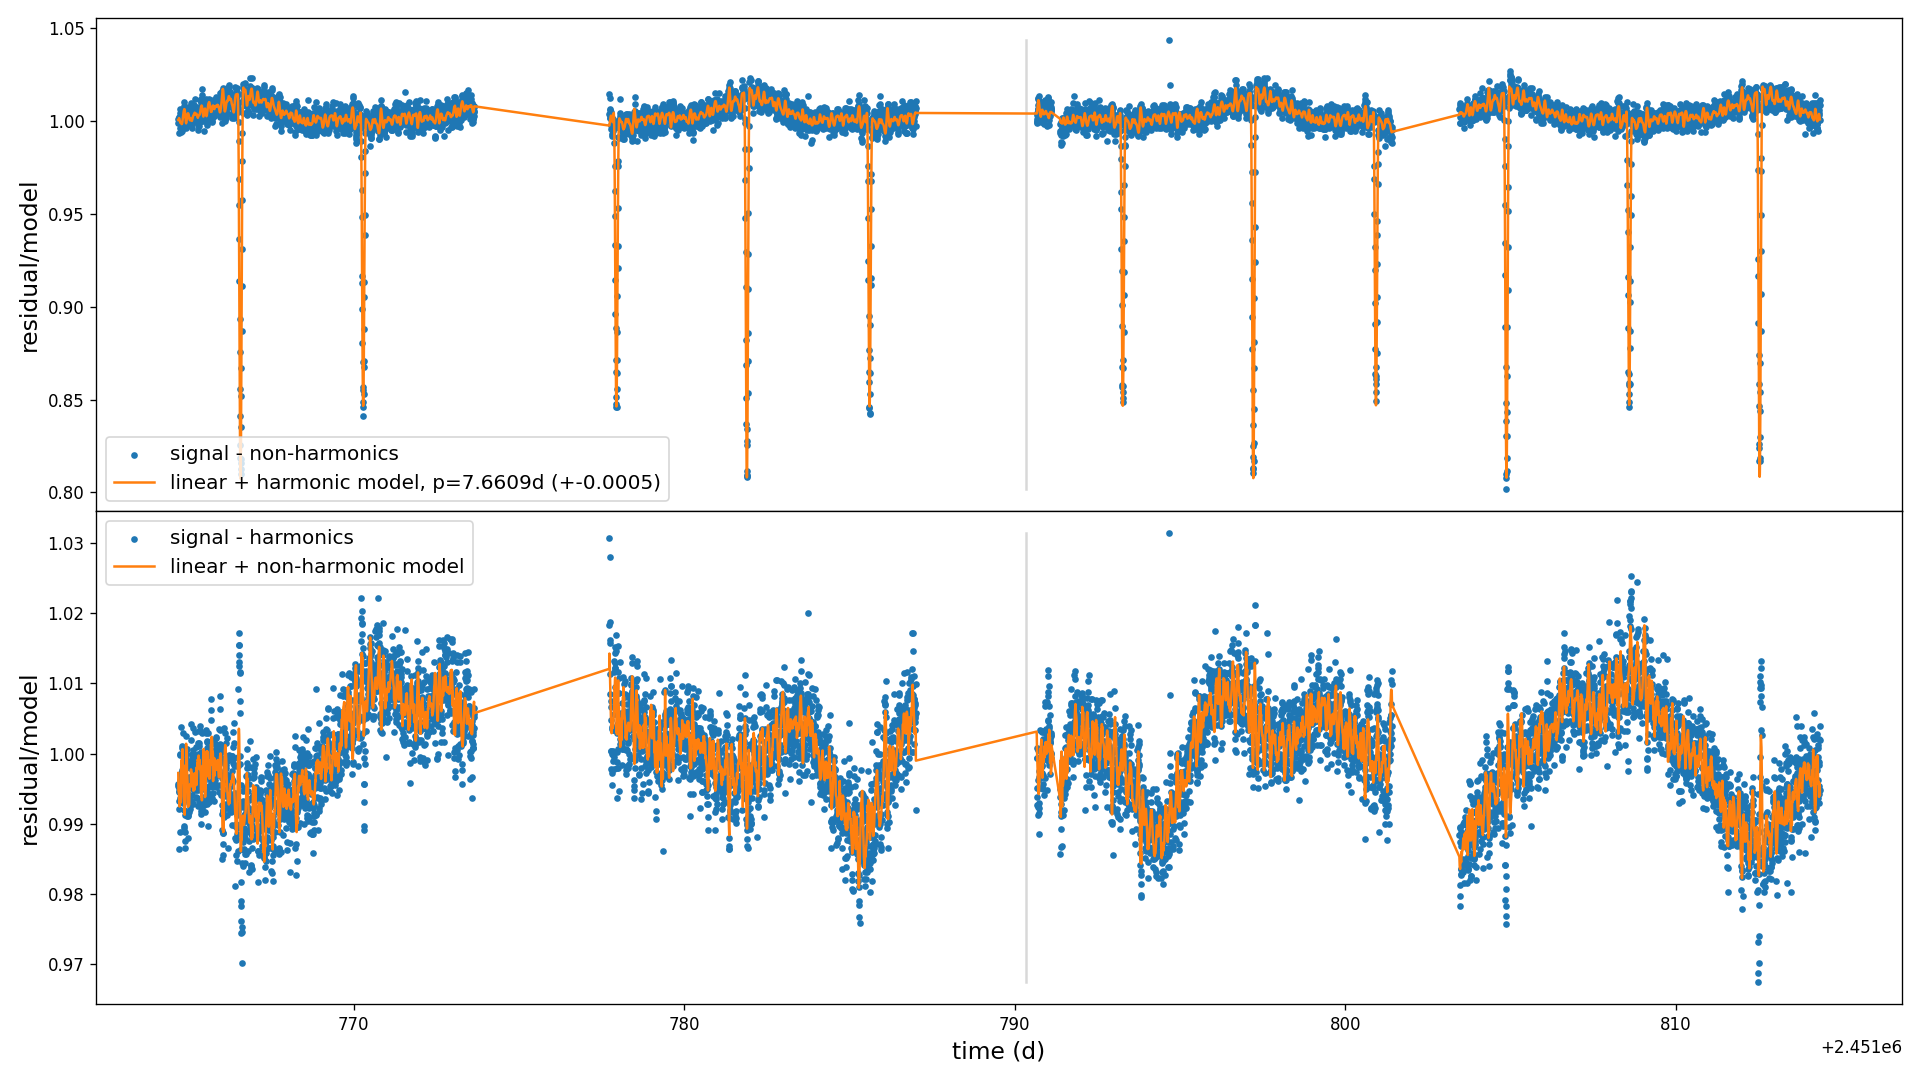 1.05
1.00
0.95
0.90
0.85
0.80
residual/model
signal - non-harmonics
linear + harmonic model, p=7.6609d (+-0.0005)
signal - harmonics
linear + non-harmonic model
1.03
1.02
1.01
1.00
0.99
0.98
0.97
residual/model
770 780 790 800 810
time (d)
+2.451e6